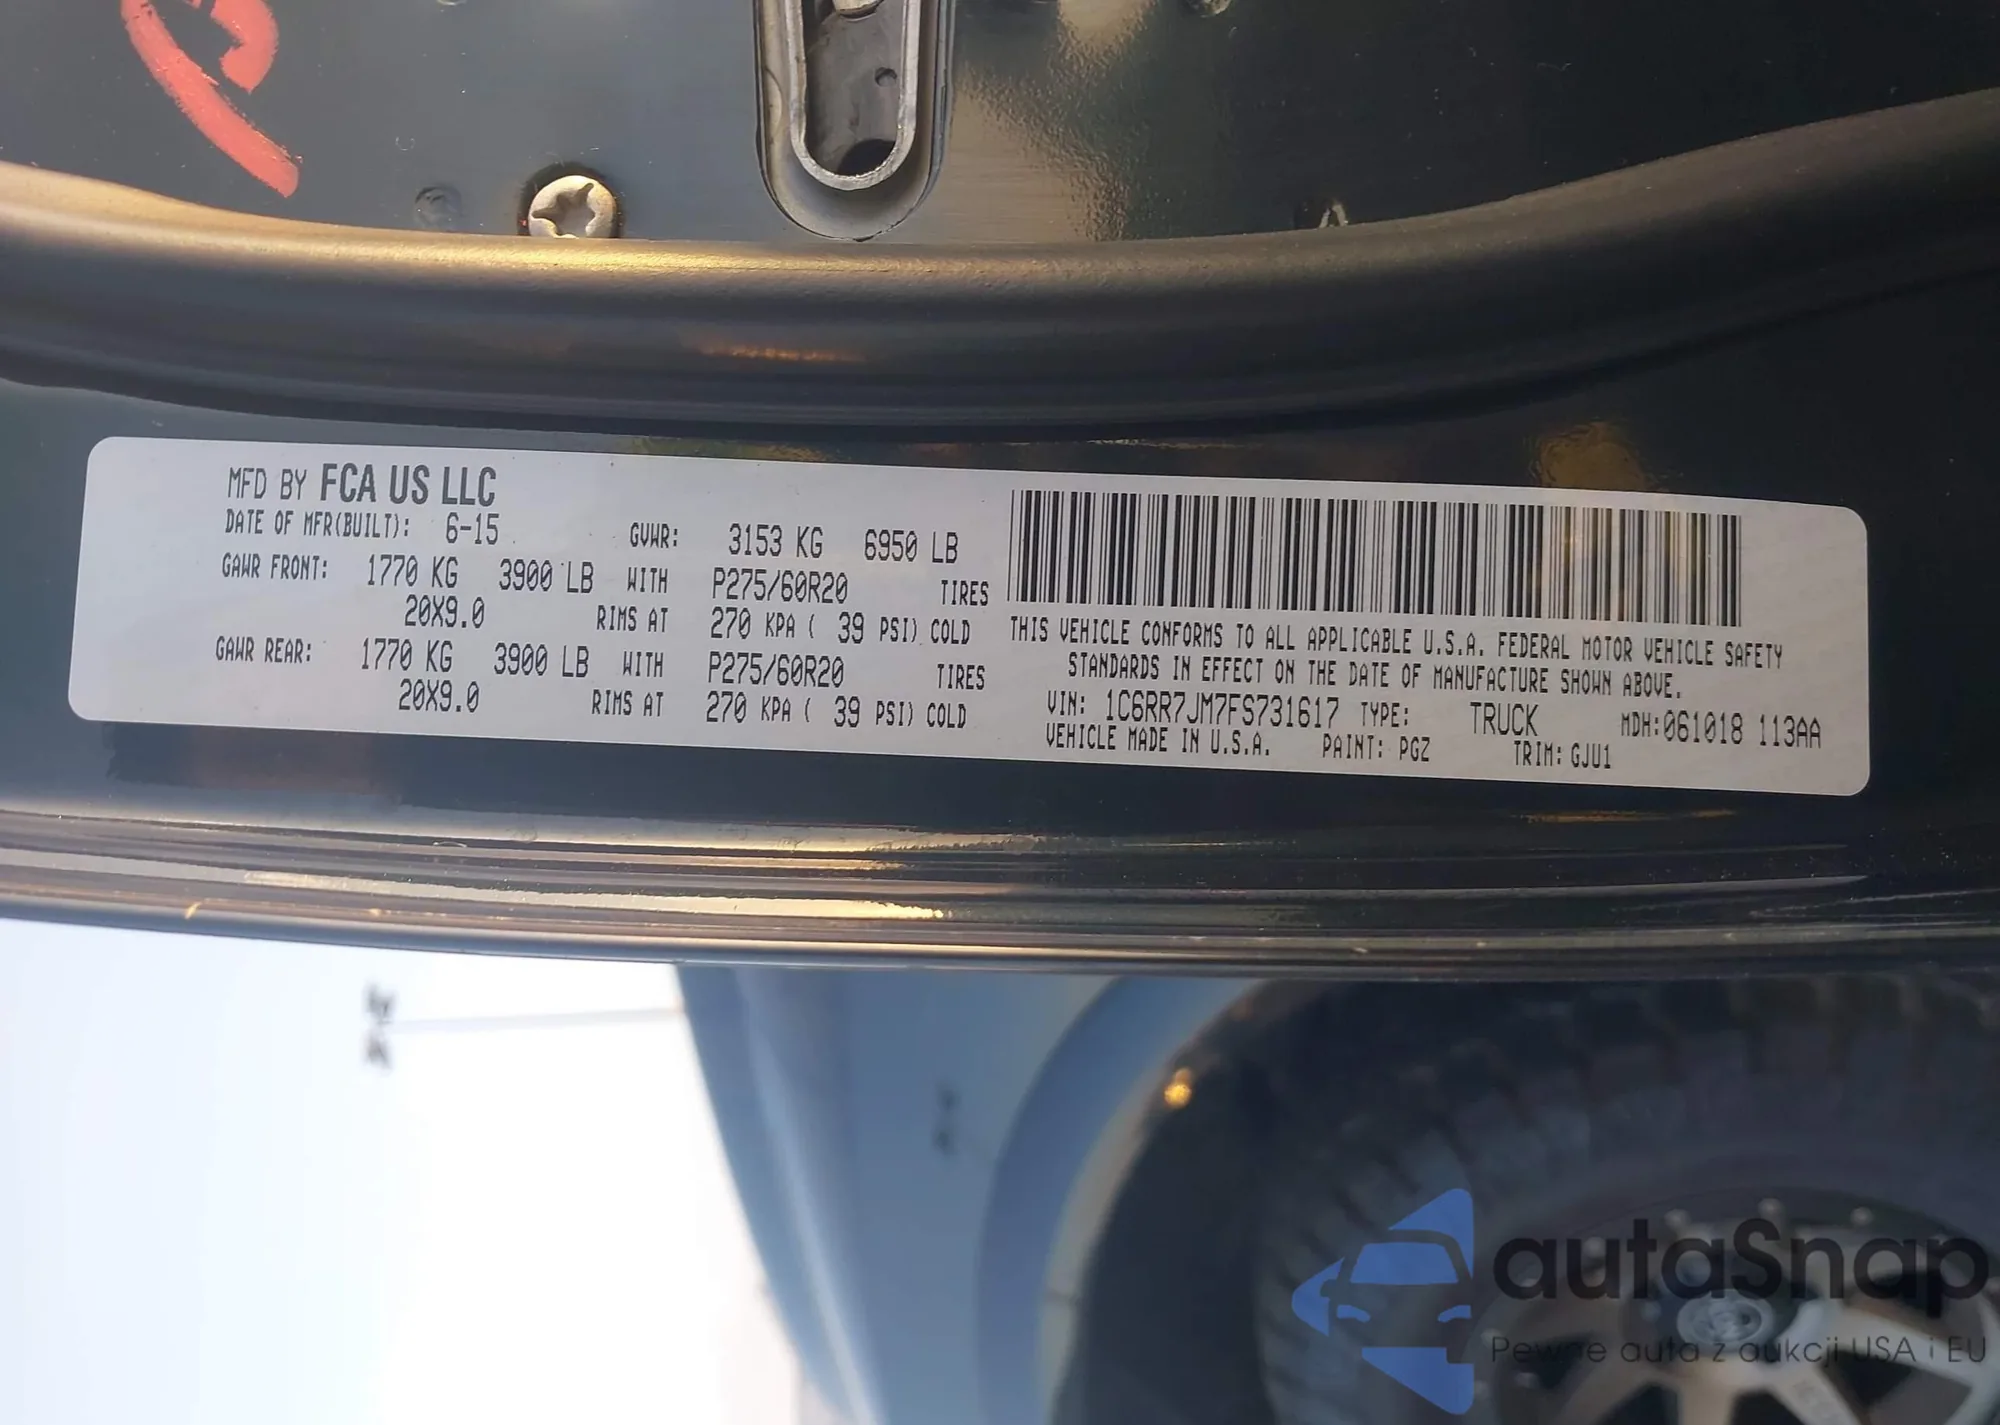 MFD BY FCA US LLC
DATE OF MFR(BUILT): 6-15 GVWR: 3153 KG 6950 LB
GAWR FRONT: 1770 KG 3900 LB WITH P275/60R20 TIRES
20X9.0 RIMS AT 270 KPA ( 39 PSI) COLD
GAWR REAR: 1770 KG 3900 LB WITH P275/60R20 TIRES
20X9.0 RIMS AT 270 KPA ( 39 PSI) COLD
THIS VEHICLE CONFORMS TO ALL APPLICABLE U.S.A. FEDERAL MOTOR VEHICLE SAFETY
STANDARDS IN EFFECT ON THE DATE OF MANUFACTURE SHOWN ABOVE.
VIN: 1C6RR7JM7FS731617 TYPE: TRUCK MDH:061018 113AA
VEHICLE MADE IN U.S.A. PAINT: PGZ TRIM: GJU1
autaSnap
Pewne auta z aukcji USA i EU